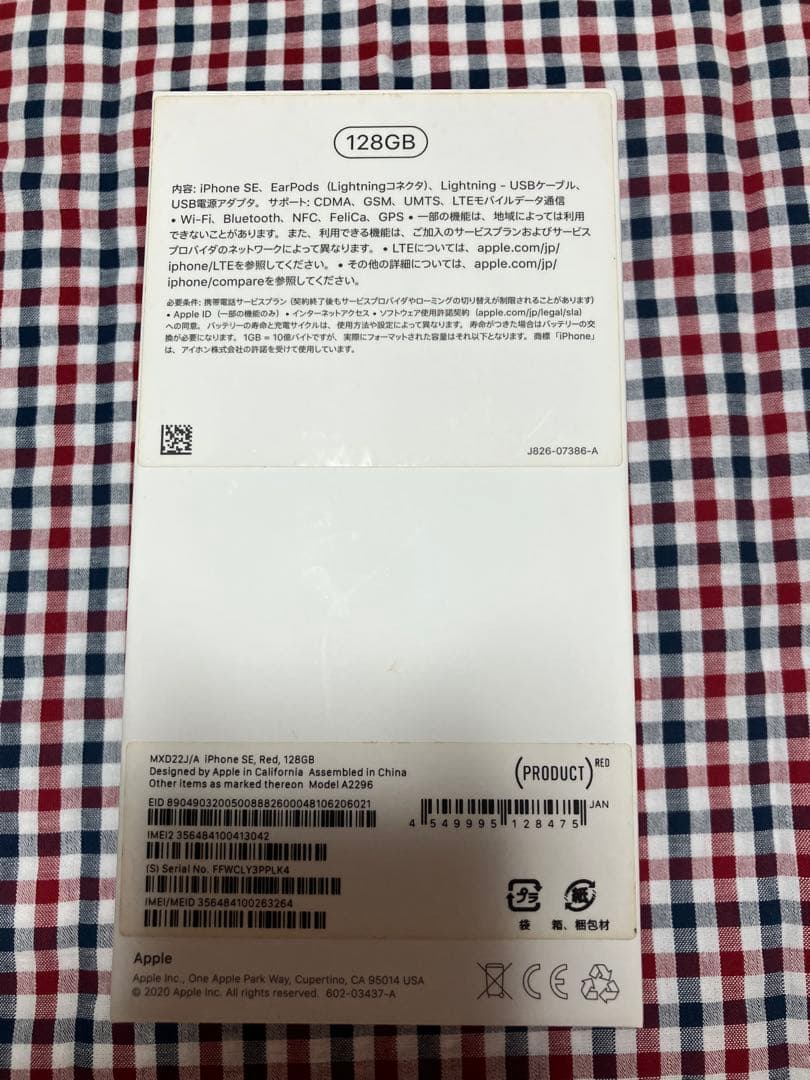 128GB
内容: iPhone SE、EarPods（Lightningコネクタ）、Lightning - USBケーブル、
USB電源アダプタ。 サポート: CDMA、GSM、UMTS、LTEモバイルデータ通信
• Wi-Fi、Bluetooth、NFC、FeliCa、GPS • 一部の機能は、地域によっては利用
できないことがあります。また、利用できる機能は、ご加入のサービスプランおよびサービス
プロバイダのネットワークによって異なります。 • LTEについては、apple.com/jp/
iphone/LTEを参照してください。 • その他の詳細については、apple.com/jp/
iphone/compareを参照してください。
必要条件: 携帯電話サービスプラン（契約終了後もサービスプロバイダやローミングの切り替えが制限されることがあります）
• Apple ID（一部の機能のみ）• インターネットアクセス • ソフトウェア使用許諾契約（apple.com/jp/legal/sla）
への同意。 バッテリーの寿命と充電サイクルは、使用方法や設定によって異なります。 寿命がつきた場合はバッテリーの交
換が必要になります。 1GB = 10億バイトですが、実際にフォーマットされた容量はそれ以下となります。 商標「iPhone」
は、アイホン株式会社の許諾を受けて使用しています。
J826-07386-A
MXD22J/A iPhone SE, Red, 128GB
Designed by Apple in California Assembled in China
Other items as marked thereon Model A2296
(PRODUCT)RED
EID 89049032005008882600048106206021
JAN
4 549995 128475
IMEI2 356484100413042
(S) Serial No. FFWCLY3PPLK4
IMEI/MEID 356484100263264
プラ 紙
袋 箱、梱包材
Apple
Apple Inc., One Apple Park Way, Cupertino, CA 95014 USA
© 2020 Apple Inc. All rights reserved. 602-03437-A
CE